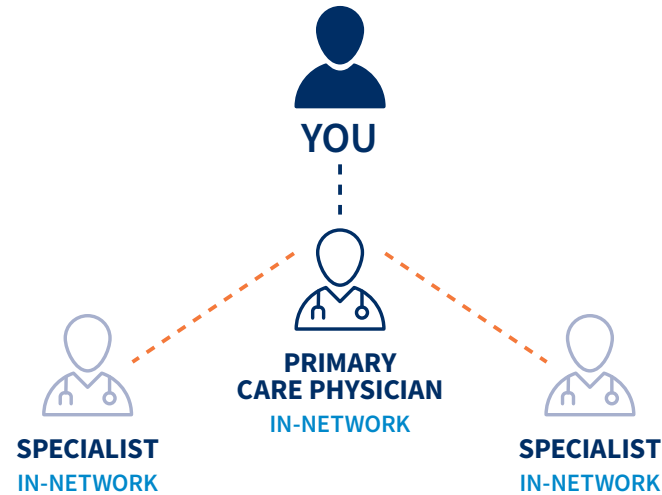 YOU
PRIMARY
CARE PHYSICIAN
IN-NETWORK
SPECIALIST
IN-NETWORK
SPECIALIST
IN-NETWORK